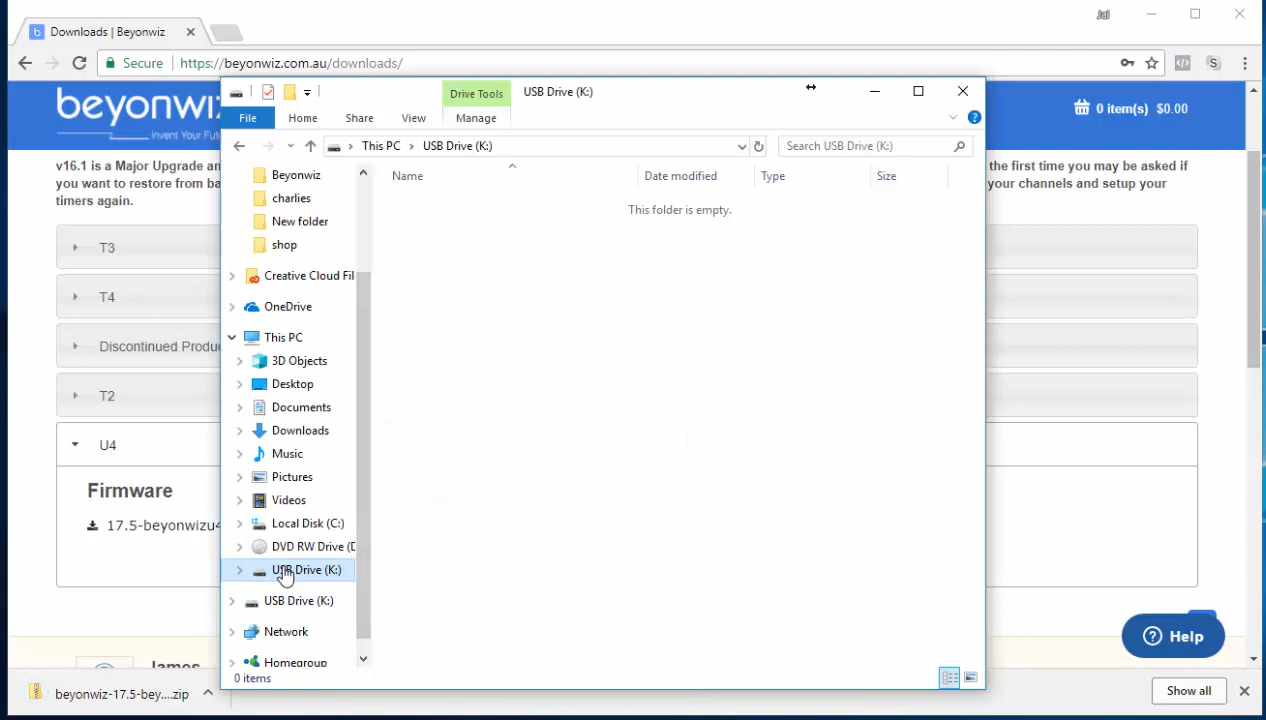 Downloads | Beyonwiz
Secure
https://beyonwiz.com.au/downloads/
beyonwiz
Invent Your Futu
0 item(s) $0.00
v16.1 is a Major Upgrade an
the first time you may be asked if
you want to restore from ba
your channels and setup your
timers again.
T3
T4
Discontinued Produ
T2
U4
Firmware
17.5-beyonwizu4
James
Help
beyonwiz-17.5-bey....zip
Show all
Drive Tools
USB Drive (K:)
File
Home
Share
View
Manage
This PC
USB Drive (K:)
Search USB Drive (K:)
Name
Date modified
Type
Size
This folder is empty.
Beyonwiz
charlies
New folder
shop
Creative Cloud Fil
OneDrive
This PC
3D Objects
Desktop
Documents
Downloads
Music
Pictures
Videos
Local Disk (C:)
DVD RW Drive (D
USB Drive (K:)
USB Drive (K:)
Network
Homegroup
0 items